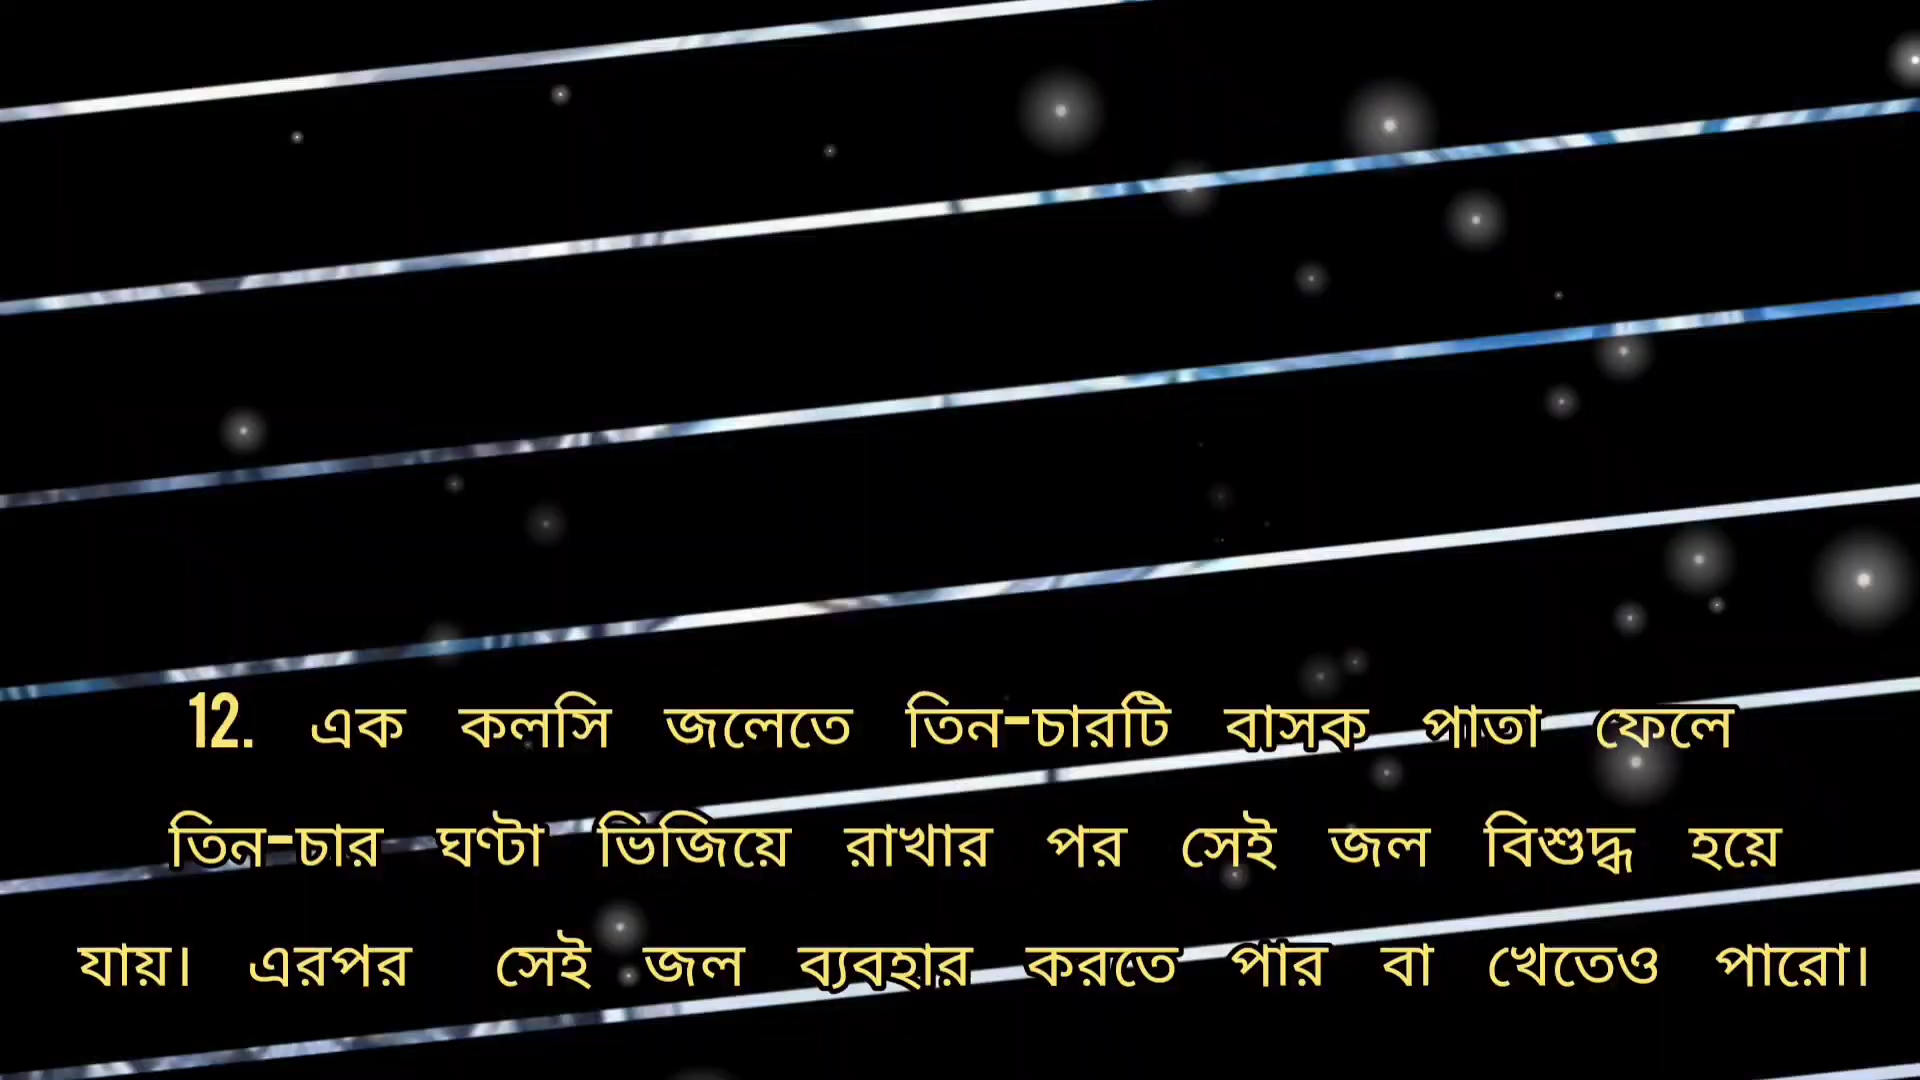 12. এক কলসি জলেতে তিন-চারটি বাসক পাতা ফেলে
তিন-চার ঘণ্টা ভিজিয়ে রাখার পর সেই জল বিশুদ্ধ হয়ে
যায়। এরপর সেই জল ব্যবহার করতে পার বা খেতেও পারো।